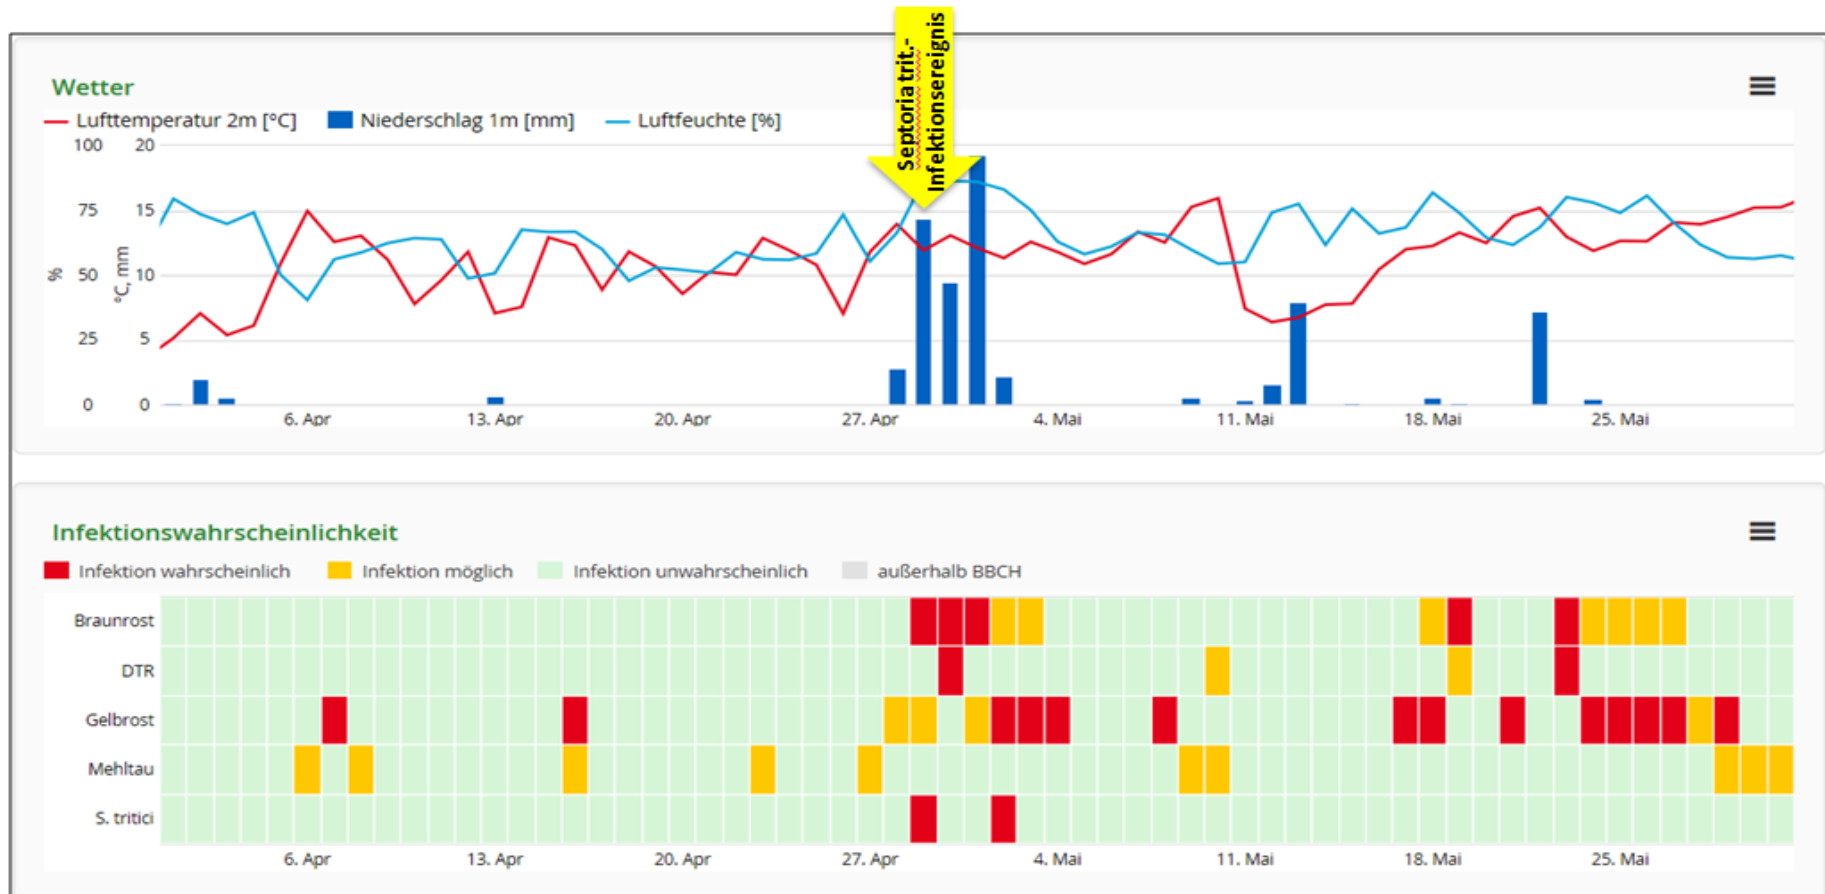 Septoria trit.-
Infektionsereignis
Wetter
Lufttemperatur 2m [°C] Niederschlag 1m [mm] Luftfeuchte [%]
100 20
75 15
50 10
25 5
0 0
%
°C, mm
6. Apr 13. Apr 20. Apr 27. Apr 4. Mai 11. Mai 18. Mai 25. Mai
Infektionswahrscheinlichkeit
Infektion wahrscheinlich Infektion möglich Infektion unwahrscheinlich außerhalb BBCH
Braunrost
DTR
Gelbrost
Mehltau
S. tritici
6. Apr 13. Apr 20. Apr 27. Apr 4. Mai 11. Mai 18. Mai 25. Mai